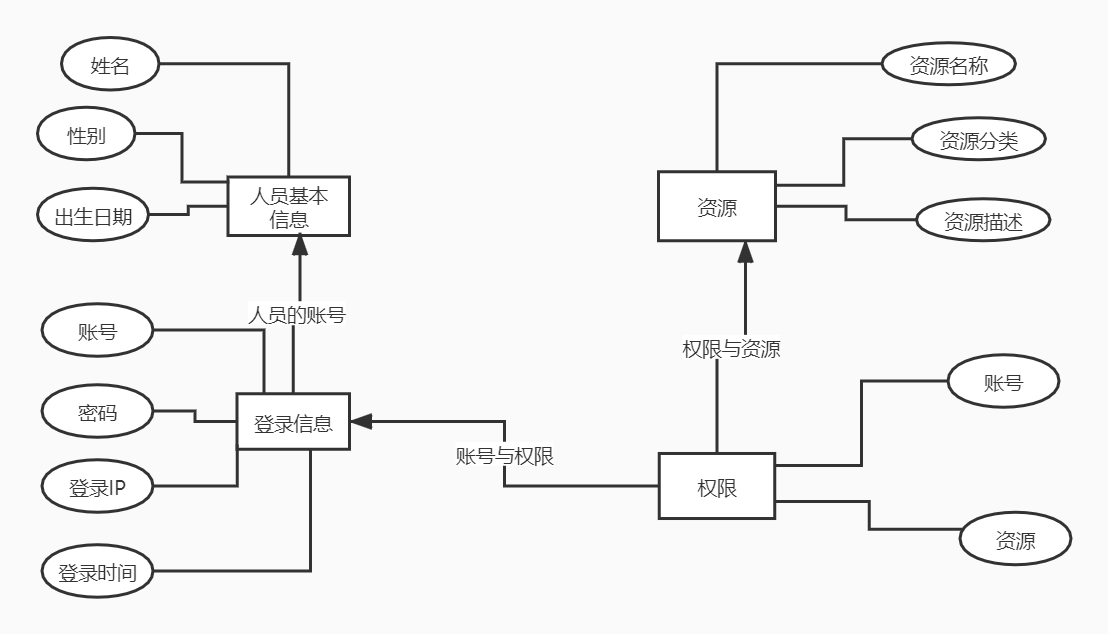 姓名
性别
出生日期
人员基本
信息
人员的账号
账号
密码
登录IP
登录时间
登录信息
账号与权限
资源名称
资源分类
资源描述
资源
权限与资源
权限
账号
资源